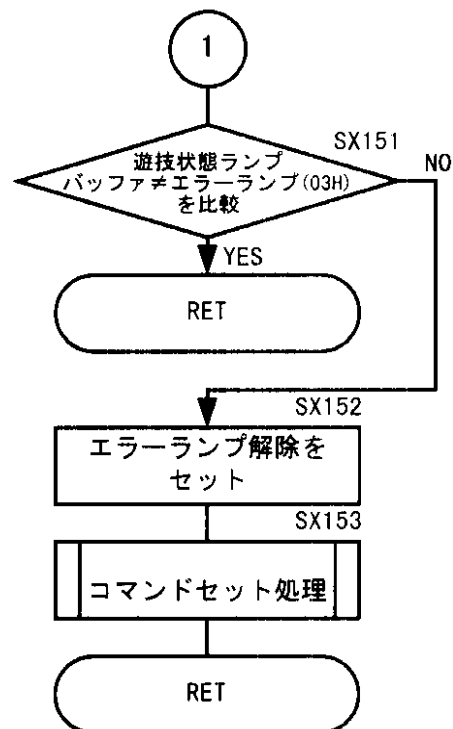 1
SX151
遊技状態ランプ
バッファ≠エラーランプ(03H)
を比較
NO
YES
RET
SX152
エラーランプ解除を
セット
SX153
コマンドセット処理
RET